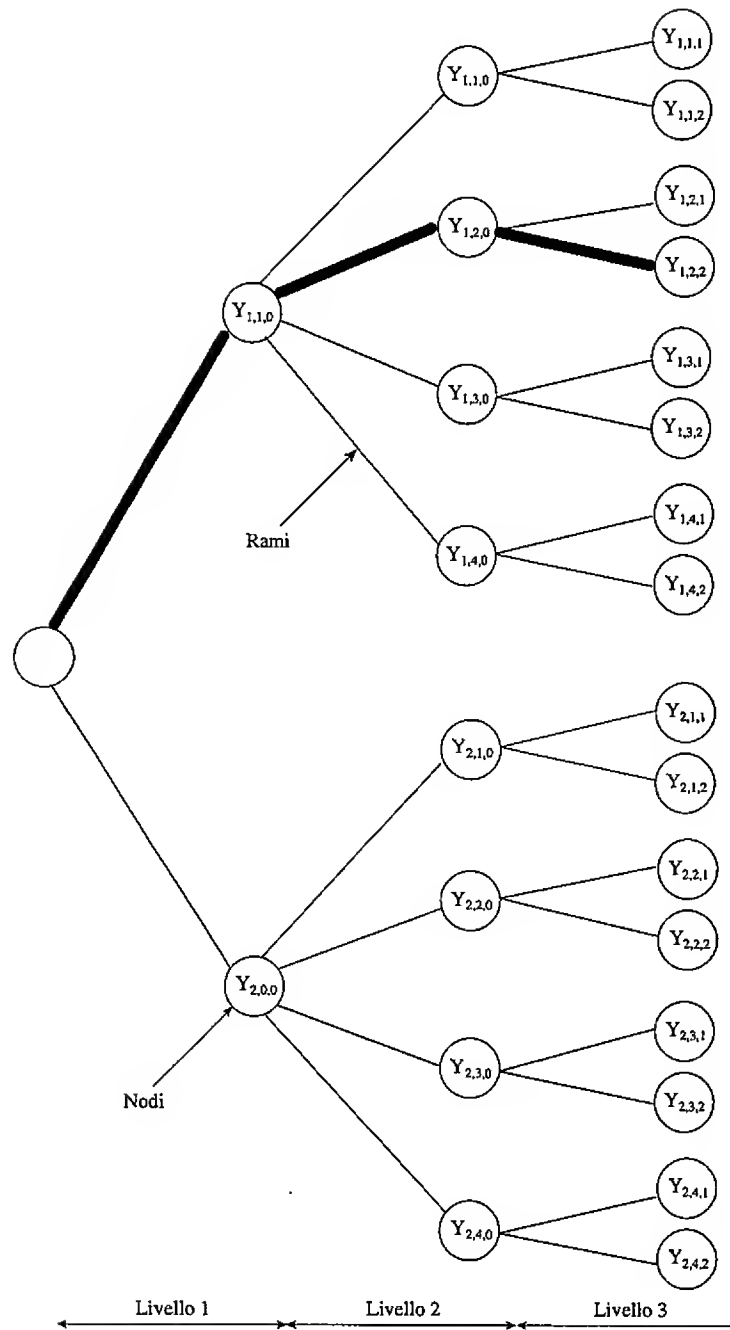 Y1,1,1
Y1,1,0
Y1,1,2
Y1,2,1
Y1,2,0
Y1,2,2
Y1,1,0
Y1,3,1
Y1,3,0
Y1,3,2
Y1,4,1
Rami
Y1,4,0
Y1,4,2
Y2,1,1
Y2,1,0
Y2,1,2
Y2,2,1
Y2,2,0
Y2,2,2
Y2,0,0
Y2,3,1
Y2,3,0
Y2,3,2
Nodi
Y2,4,1
Y2,4,0
Y2,4,2
Livello 1 Livello 2 Livello 3